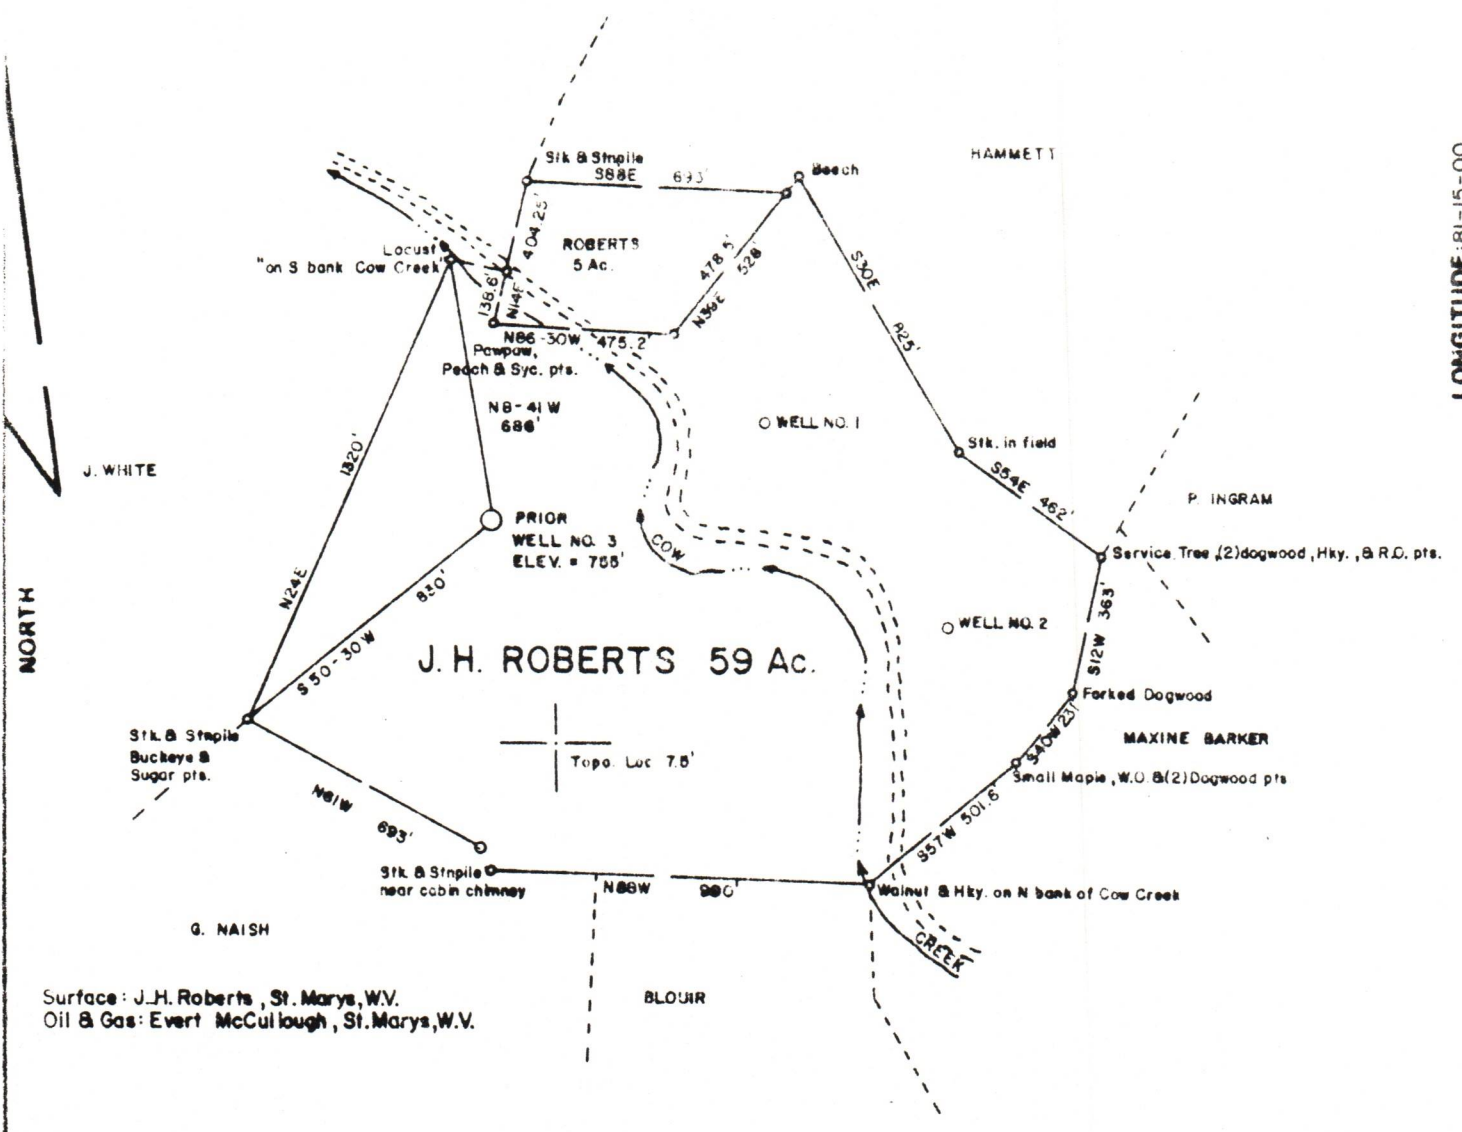 HAMMETT
Stk & Stnpile
S88E 693'
Beech
LONGITUDE: 81-15-00
404.25'
ROBERTS
5 Ac.
Locust
"on S bank Cow Creek"
138.6'
N14E
478.5'
528'
N39E
S30E 825'
N86-30W 475.2'
Pawpaw,
Peach & Syc. pts.
N8-41W
686'
WELL NO. 1
Stk. in field
J. WHITE
1320'
N24E
S54E 462'
P. INGRAM
PRIOR
WELL NO. 3
ELEV. = 755'
COW
Service Tree, (2)dogwood, Hky., & R.O. pts.
830'
S50-30W
NORTH
WELL NO. 2
S12W 363'
J. H. ROBERTS 59 Ac.
Forked Dogwood
S40W 231'
MAXINE BARKER
Stk. & Stnpile
Buckeye &
Sugar pts.
Topo. Loc 7.5'
Small Maple, W.O. & (2) Dogwood pts
N61W 693'
S57W 501.6'
Stk. & Stnpile
near cabin chimney
N88W 990'
Walnut & Hky. on N bank of Cow Creek
G. NAISH
CREEK
BLOUIR
Surface: J.H. Roberts, St. Marys, W.V.
Oil & Gas: Evert McCullough, St. Marys, W.V.